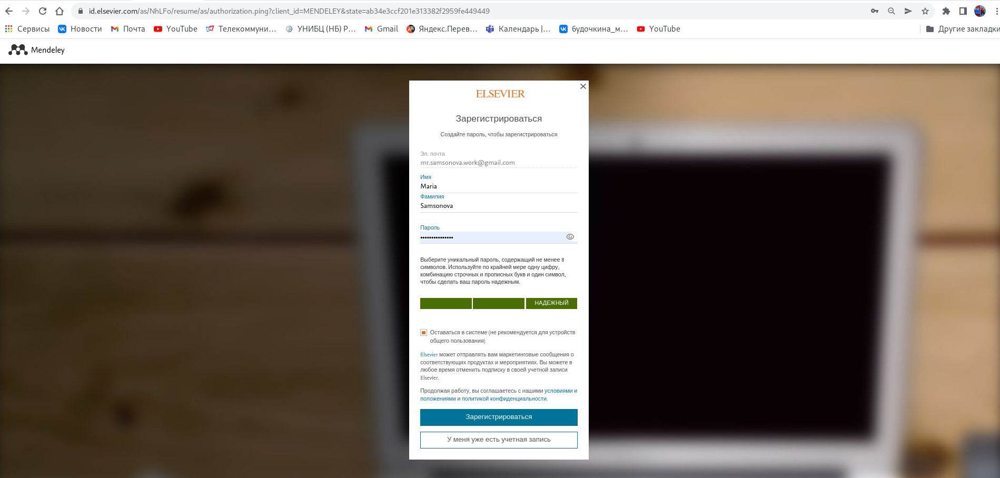 id.elsevier.com/as/NhLFo/resume/as/authorization.ping?client_id=MENDELEY&state=ab34e3ccf201e313382f2959fe449449
Сервисы Новости Почта YouTube Телекоммуни... УНИБЦ (НБ) Р... Gmail Яндекс.Перев... Календарь |... будочкина_м... YouTube Другие закладки
Mendeley
ELSEVIER
Зарегистрироваться
Создайте пароль, чтобы зарегистрироваться
Эл. почта
mr.samsonova.work@gmail.com
Имя
Maria
Фамилия
Samsonova
Пароль
•••••••••••••••
Выберите уникальный пароль, содержащий не менее 8
символов. Используйте по крайней мере одну цифру,
комбинацию строчных и прописных букв и один символ,
чтобы сделать ваш пароль надежным.
НАДЕЖНЫЙ
Оставаться в системе (не рекомендуется для устройств
общего пользования)
Elsevier может отправлять вам маркетинговые сообщения о
соответствующих продуктах и мероприятиях. Вы можете в
любое время отменить подписку в своей учетной записи
Elsevier.
Продолжая работу, вы соглашаетесь с нашими условиями и
положениями и политикой конфиденциальности.
Зарегистрироваться
У меня уже есть учетная запись